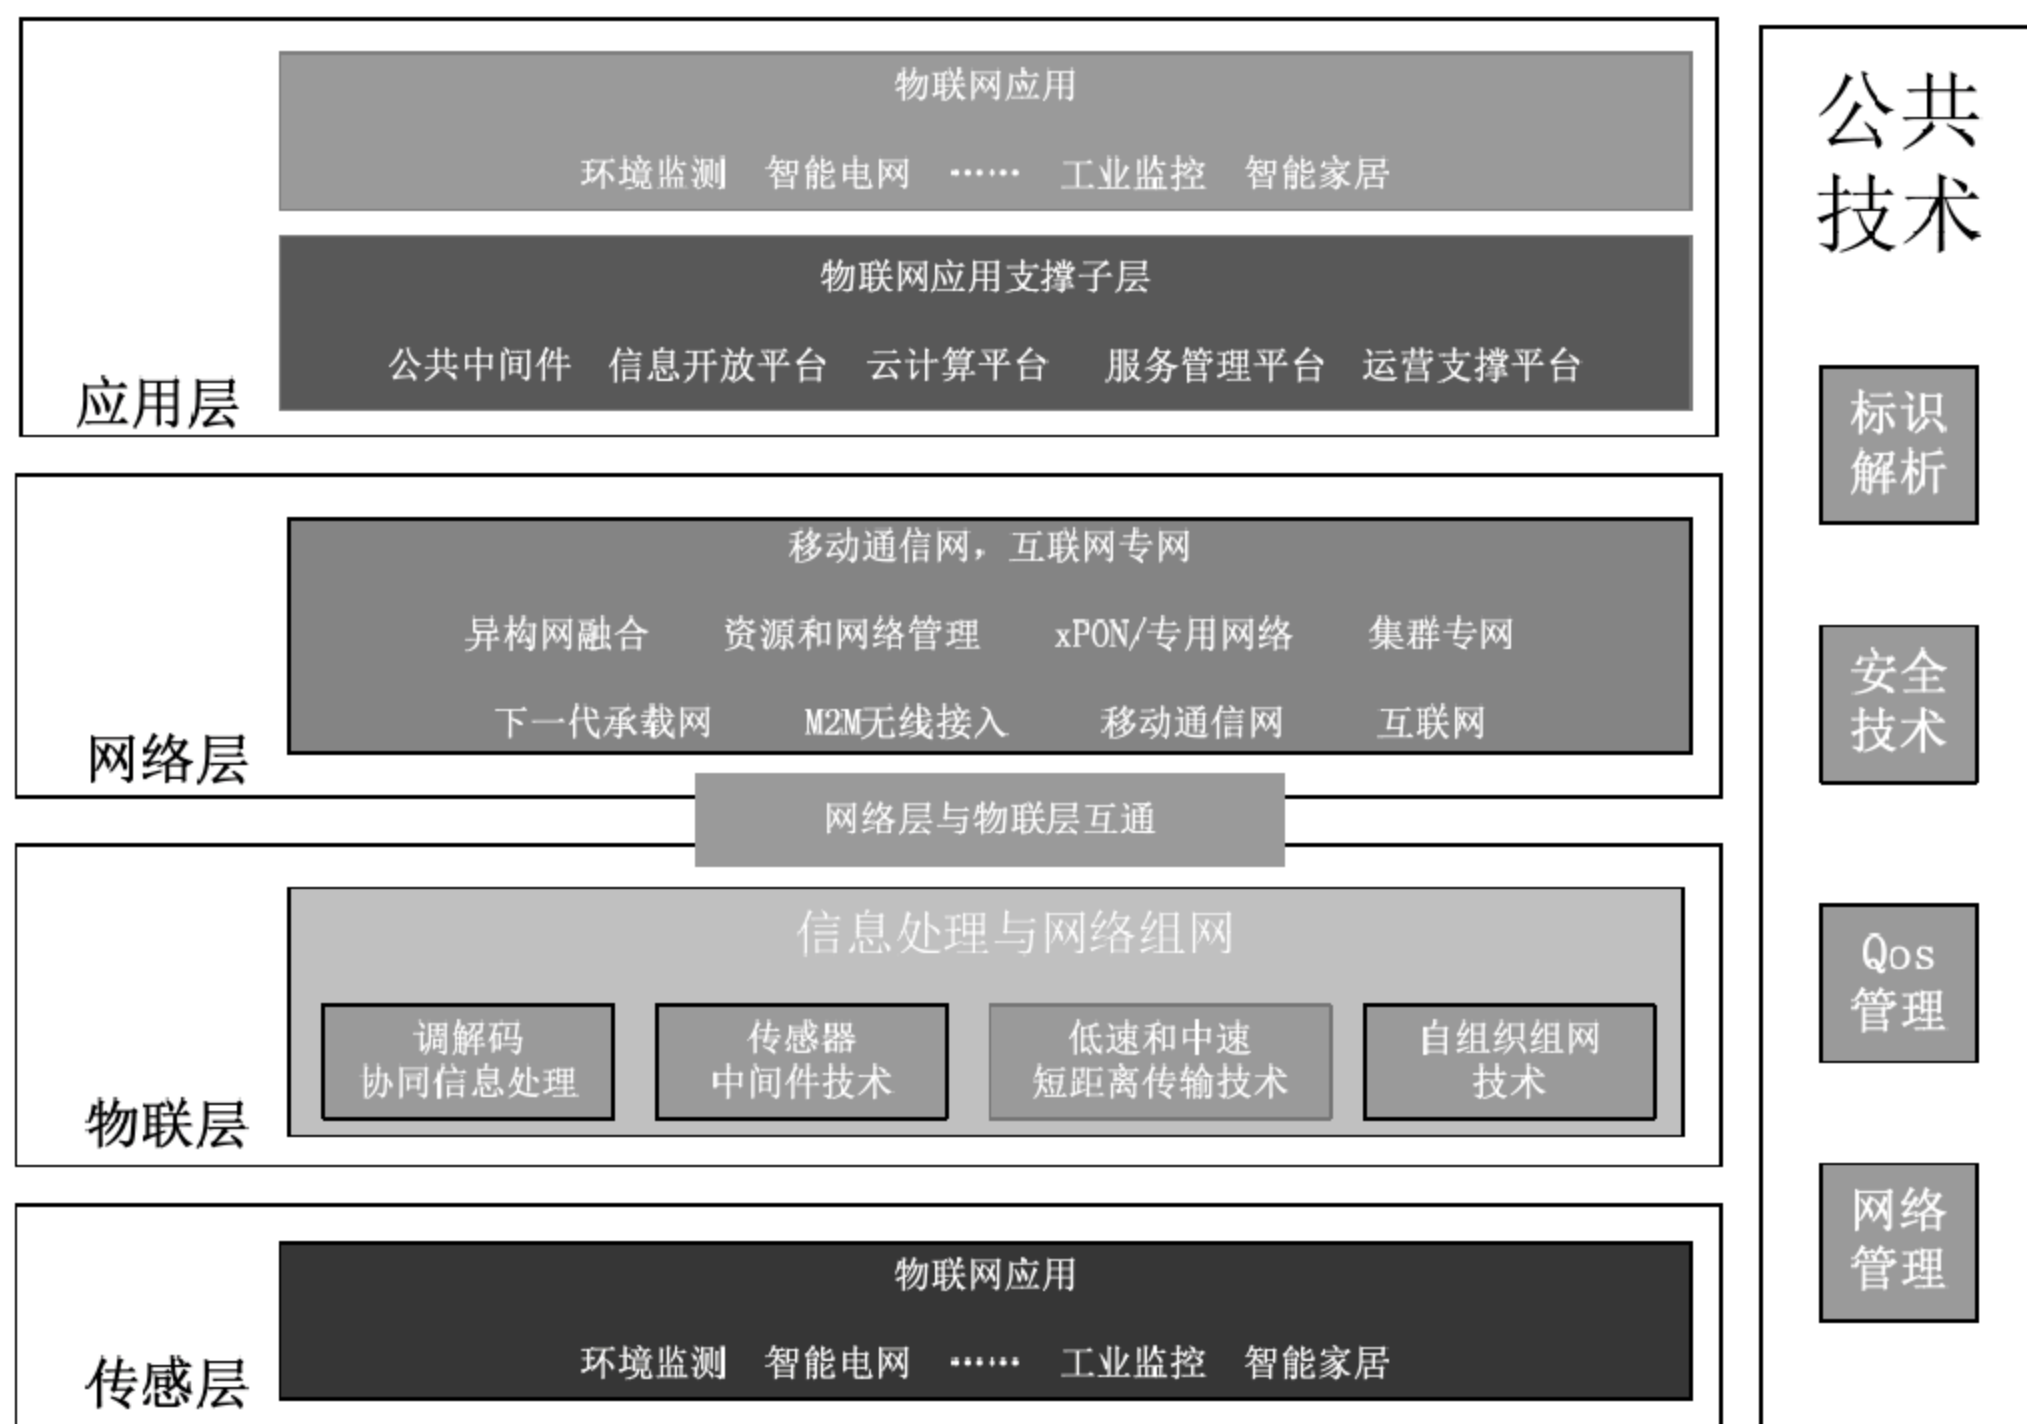 物联网应用
环境监测 智能电网 …… 工业监控 智能家居
物联网应用支撑子层
公共中间件 信息开放平台 云计算平台 服务管理平台 运营支撑平台
应用层
移动通信网，互联网专网
异构网融合 资源和网络管理 xPON/专用网络 集群专网
下一代承载网 M2M无线接入 移动通信网 互联网
网络层
网络层与物联层互通
信息处理与网络组网
调解码
协同信息处理
传感器
中间件技术
低速和中速
短距离传输技术
自组织组网
技术
物联层
物联网应用
环境监测 智能电网 …… 工业监控 智能家居
传感层
公共
技术
标识
解析
安全
技术
Qos
管理
网络
管理